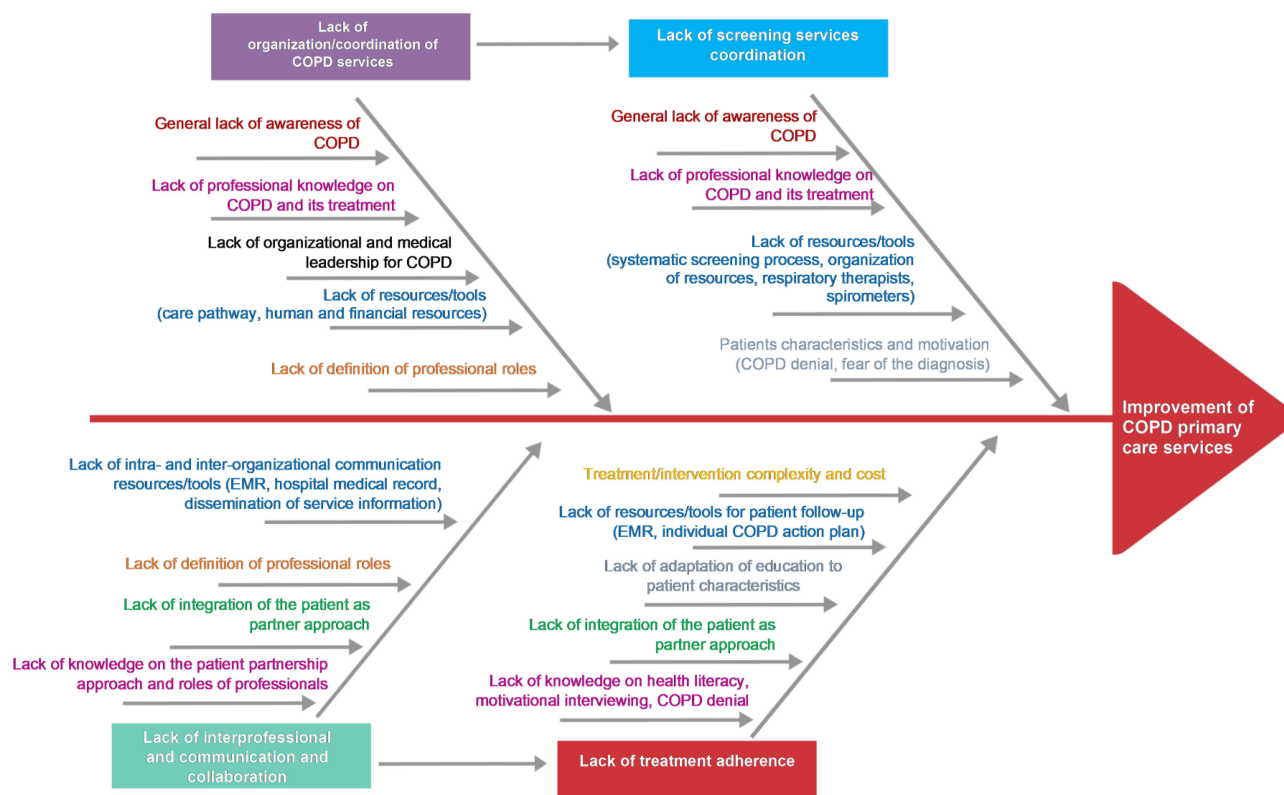 Lack of
organization/coordination of
COPD services
Lack of screening services
coordination
General lack of awareness of
COPD
Lack of professional knowledge on
COPD and its treatment
Lack of organizational and medical
leadership for COPD
Lack of resources/tools
(care pathway, human and financial resources)
Lack of definition of professional roles
General lack of awareness of
COPD
Lack of professional knowledge on
COPD and its treatment
Lack of resources/tools
(systematic screening process, organization
of resources, respiratory therapists,
spirometers)
Patients characteristics and motivation
(COPD denial, fear of the diagnosis)
Improvement of
COPD primary
care services
Lack of intra- and inter-organizational communication
resources/tools (EMR, hospital medical record,
dissemination of service information)
Lack of definition of professional roles
Lack of integration of the patient as
partner approach
Lack of knowledge on the patient partnership
approach and roles of professionals
Lack of interprofessional
and communication and
collaboration
Treatment/intervention complexity and cost
Lack of resources/tools for patient follow-up
(EMR, individual COPD action plan)
Lack of adaptation of education to
patient characteristics
Lack of integration of the patient as
partner approach
Lack of knowledge on health literacy,
motivational interviewing, COPD denial
Lack of treatment adherence